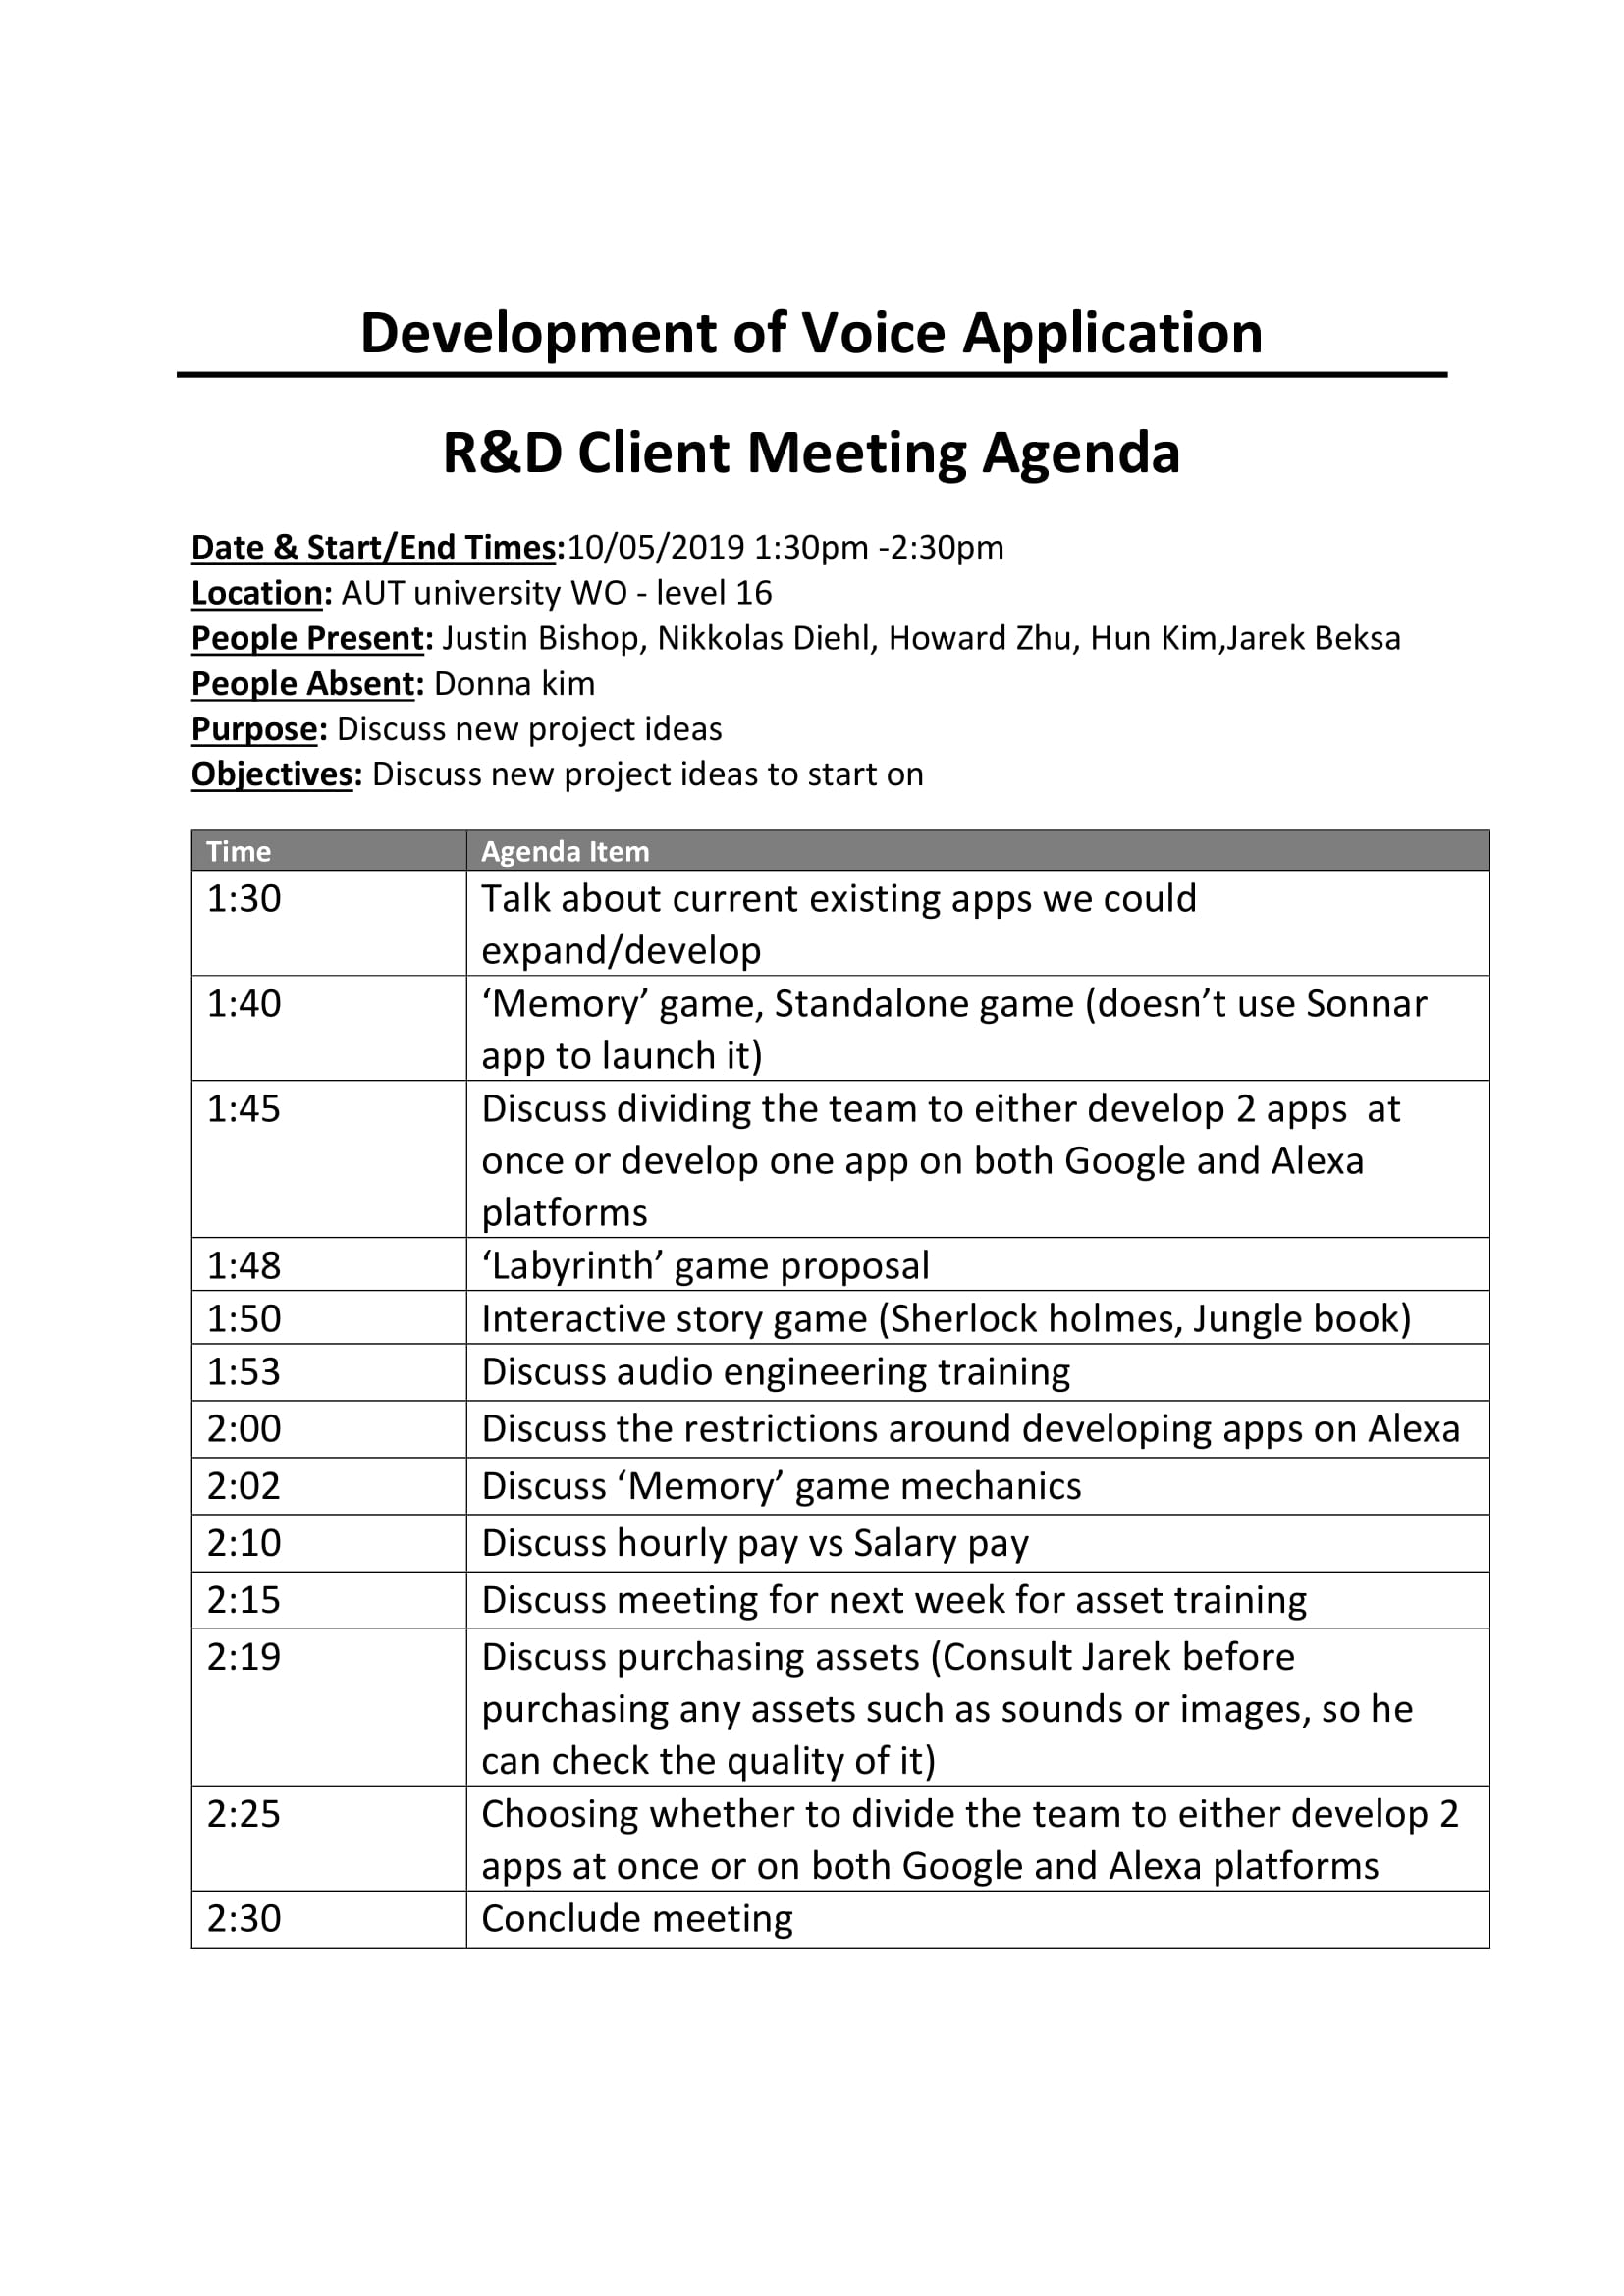 Development of Voice Application
R&D Client Meeting Agenda
Date & Start/End Times:10/05/2019 1:30pm -2:30pm
Location: AUT university WO - level 16
People Present: Justin Bishop, Nikkolas Diehl, Howard Zhu, Hun Kim,Jarek Beksa
People Absent: Donna kim
Purpose: Discuss new project ideas
Objectives: Discuss new project ideas to start on
Time Agenda Item
1:30 Talk about current existing apps we could
expand/develop
1:40 ‘Memory’ game, Standalone game (doesn’t use Sonnar
app to launch it)
1:45 Discuss dividing the team to either develop 2 apps  at
once or develop one app on both Google and Alexa
platforms
1:48 ‘Labyrinth’ game proposal
1:50 Interactive story game (Sherlock holmes, Jungle book)
1:53 Discuss audio engineering training
2:00 Discuss the restrictions around developing apps on Alexa
2:02 Discuss ‘Memory’ game mechanics
2:10 Discuss hourly pay vs Salary pay
2:15 Discuss meeting for next week for asset training
2:19 Discuss purchasing assets (Consult Jarek before
purchasing any assets such as sounds or images, so he
can check the quality of it)
2:25 Choosing whether to divide the team to either develop 2
apps at once or on both Google and Alexa platforms
2:30 Conclude meeting